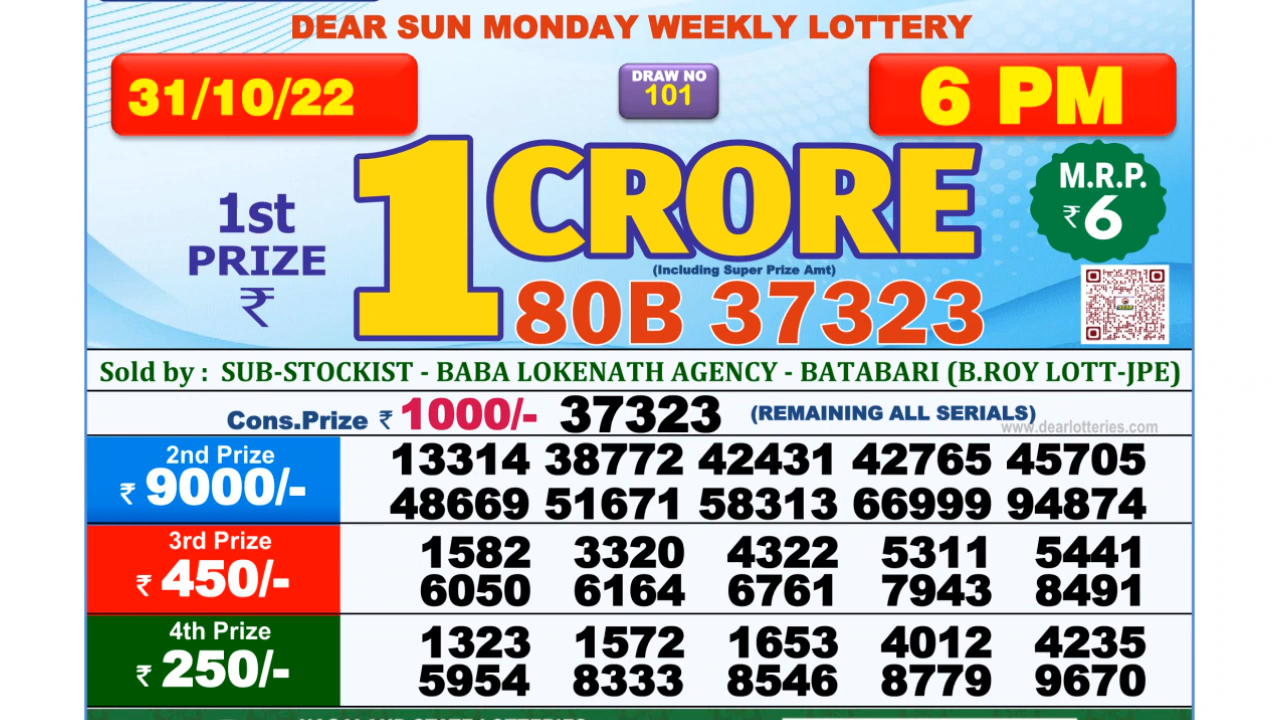 DEAR SUN MONDAY WEEKLY LOTTERY
31/10/22
DRAW NO
101
6 PM
1st
PRIZE
₹
1 CRORE
(Including Super Prize Amt)
80B 37323
M.R.P.
₹ 6
Sold by : SUB-STOCKIST - BABA LOKENATH AGENCY - BATABARI (B.ROY LOTT-JPE)
Cons.Prize ₹ 1000/- 37323 (REMAINING ALL SERIALS)
www.dearlotteries.com
2nd Prize
₹ 9000/-
13314 38772 42431 42765 45705
48669 51671 58313 66999 94874
3rd Prize
₹ 450/-
1582 3320 4322 5311 5441
6050 6164 6761 7943 8491
4th Prize
₹ 250/-
1323 1572 1653 4012 4235
5954 8333 8546 8779 9670